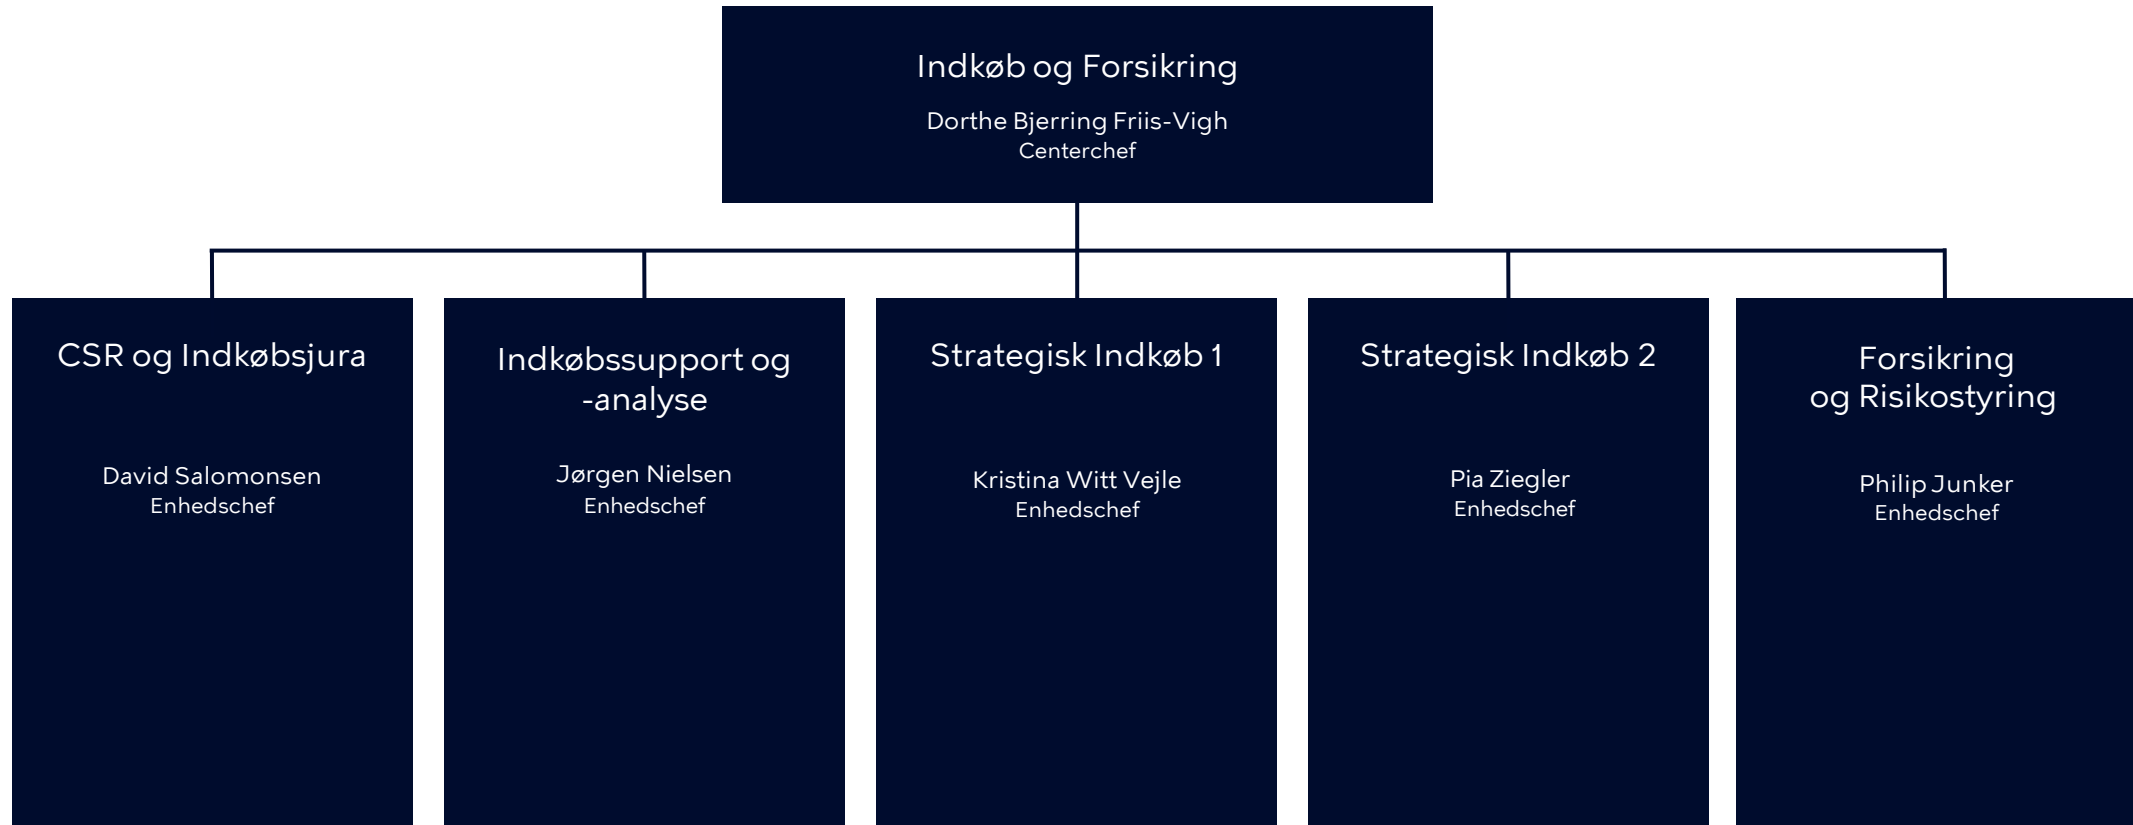 Indkøb og Forsikring
Dorthe Bjerring Friis-Vigh
Centerchef
CSR og Indkøbsjura
David Salomonsen
Enhedschef
Indkøbssupport og
-analyse
Jørgen Nielsen
Enhedschef
Strategisk Indkøb 1
Kristina Witt Vejle
Enhedschef
Strategisk Indkøb 2
Pia Ziegler
Enhedschef
Forsikring
og Risikostyring
Philip Junker
Enhedschef